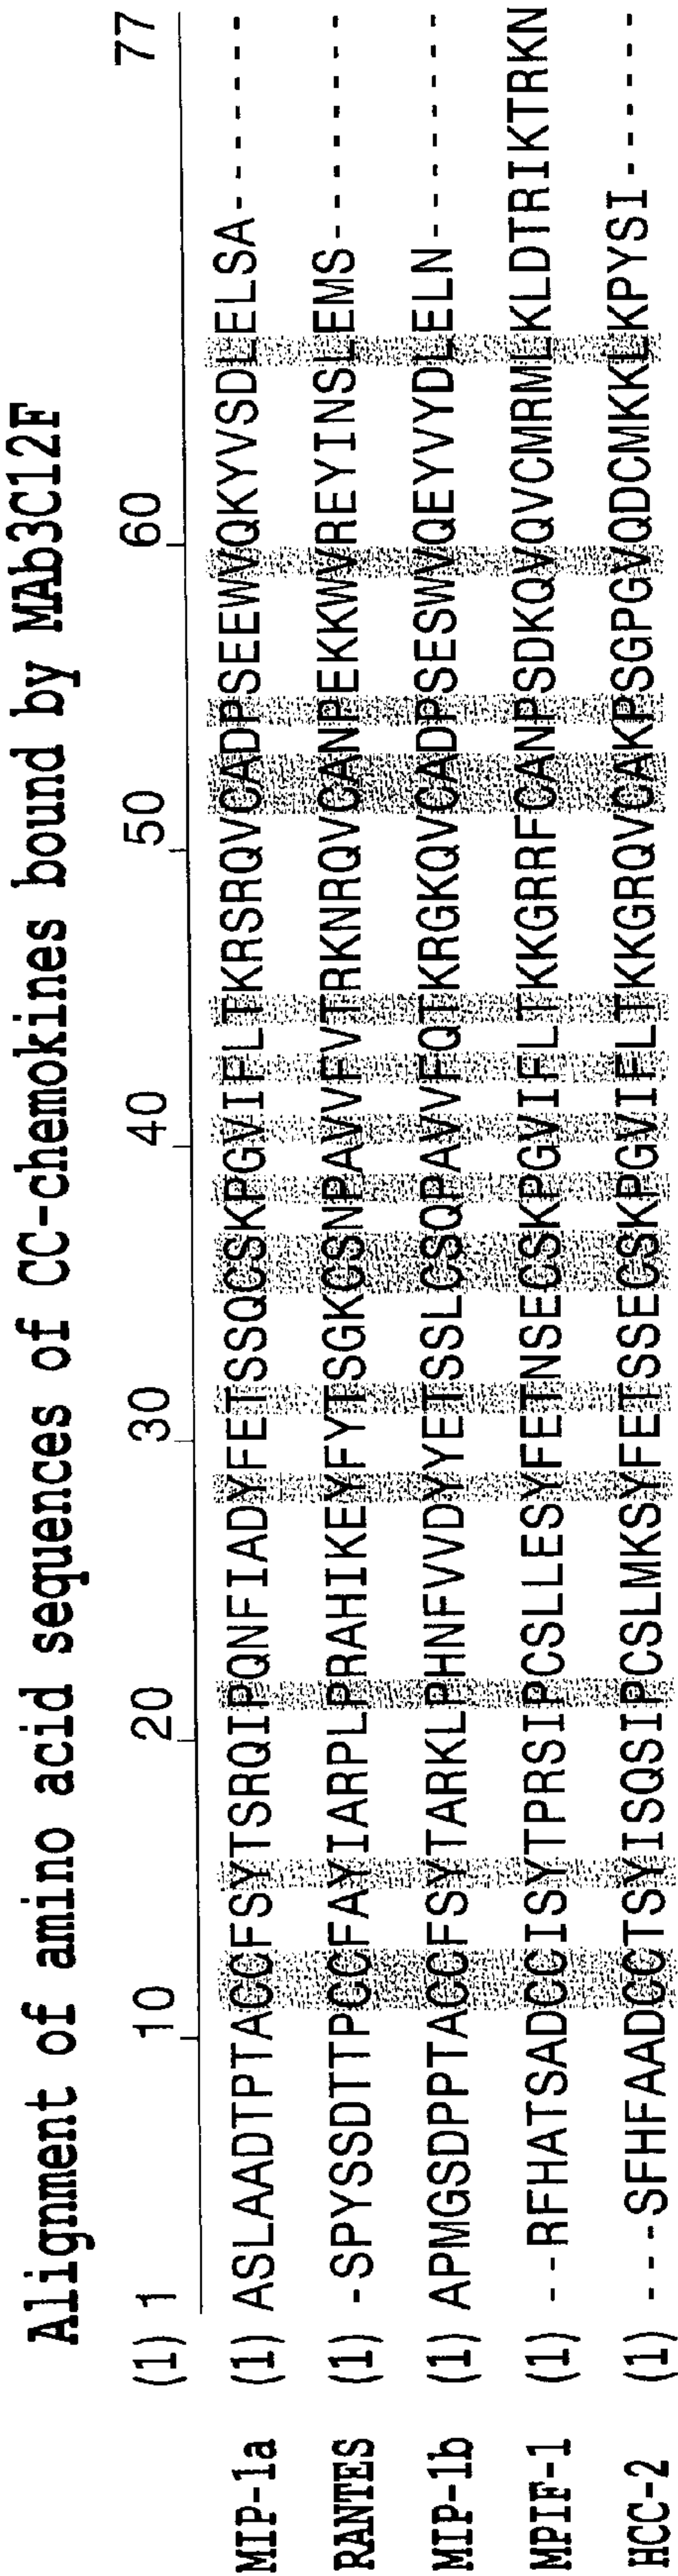 Alignment of amino acid sequences of CC-chemokines bound by MAb3C12F
(1) 1 10 20 30 40 50 60 77
MIP-1a (1) ASLAADTPTACCFSYTSRQIPQNFIADYFETSSQCSKPGVIFLTKRSRQVCADPSEEWVQKYVSDLELSA-------
RANTES (1) -SPYSSDTTPCCFAYIARPLPRAHIKEYFYTSGKCSNPAVVFVTRKNRQVCANPEKKWVREYINSLEMS--------
MIP-1b (1) APMGSDPPTACCFSYTARKLPHNFVVDYYETSSLCSQPAVVFQTKRGKQVCADPSESWVQEYVYDLELN--------
MPIF-1 (1) --RFHATSADCCISYTPRSIPCSLLESYFETNSECSKPGVIFLTKKGRRFCANPSDKQVQVCMRMLKLDTRIKTRKN
HCC-2 (1) ---SFHFAADCCTSYISQSIPCSLMKSYFETSSECSKPGVIFLTKKGRQVCAKPSGPGVQDCMKKLKPYSI------